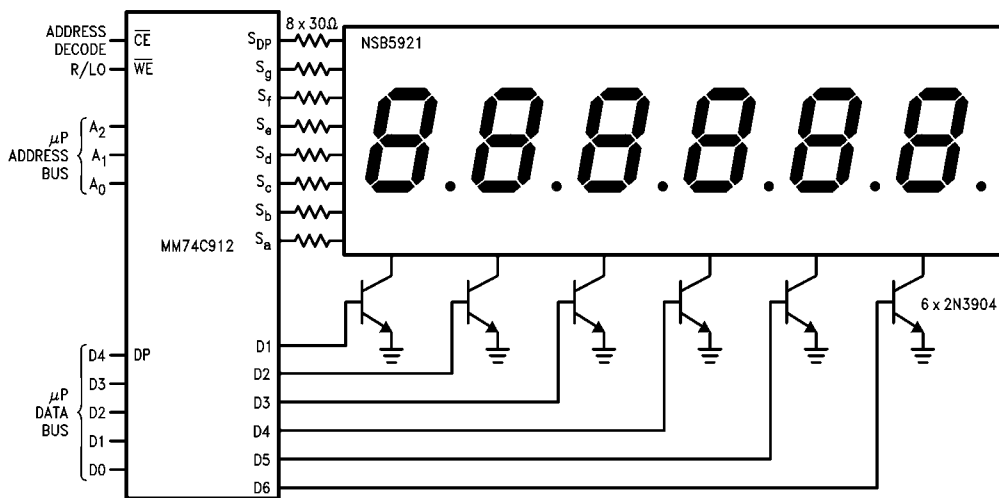 ADDRESS
DECODE
R/LO
CE
WE
μP
ADDRESS
BUS
A2
A1
A0
MM74C912
SDP
Sg
Sf
Se
Sd
Sc
Sb
Sa
8 x 30Ω
NSB5921
6 x 2N3904
μP
DATA
BUS
D4
D3
D2
D1
D0
DP
D1
D2
D3
D4
D5
D6